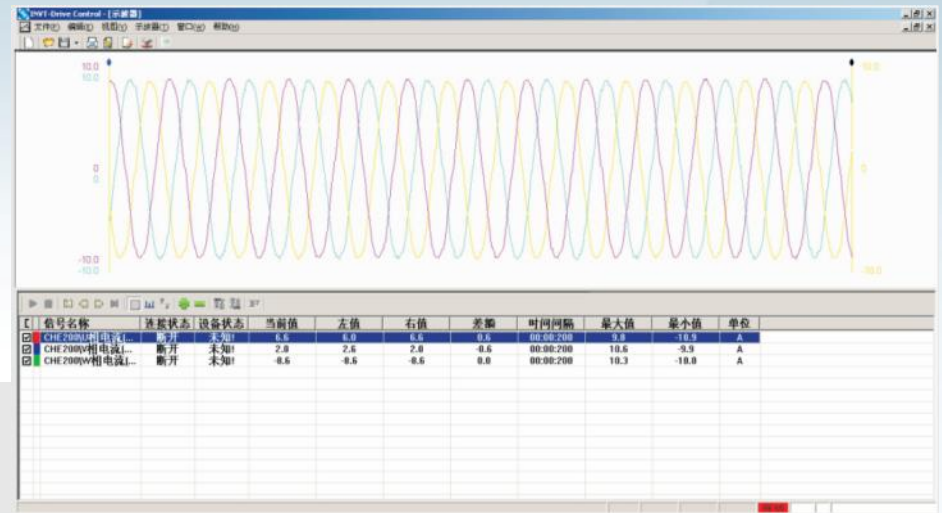 INVT-Drive Control - [示波器]
文件(F) 编辑(E) 视图(V) 示波器(T) 窗口(W) 帮助(H)
10.0
10.0
10.0
0
0
0
-10.0
-10.0
-10.0
信号名称 连接状态 设备状态 当前值 左值 右值 差额 时间间隔 最大值 最小值 单位
CHE200\U相电流(... 断开 未知! 6.6 6.0 6.6 0.6 00:00:200 9.8 -10.9 A
CHE200\V相电流(... 断开 未知! 2.0 2.6 2.0 -0.6 00:00:200 10.6 -9.9 A
CHE200\W相电流(... 断开 未知! -8.6 -8.6 -8.6 0.0 00:00:200 10.3 -10.0 A